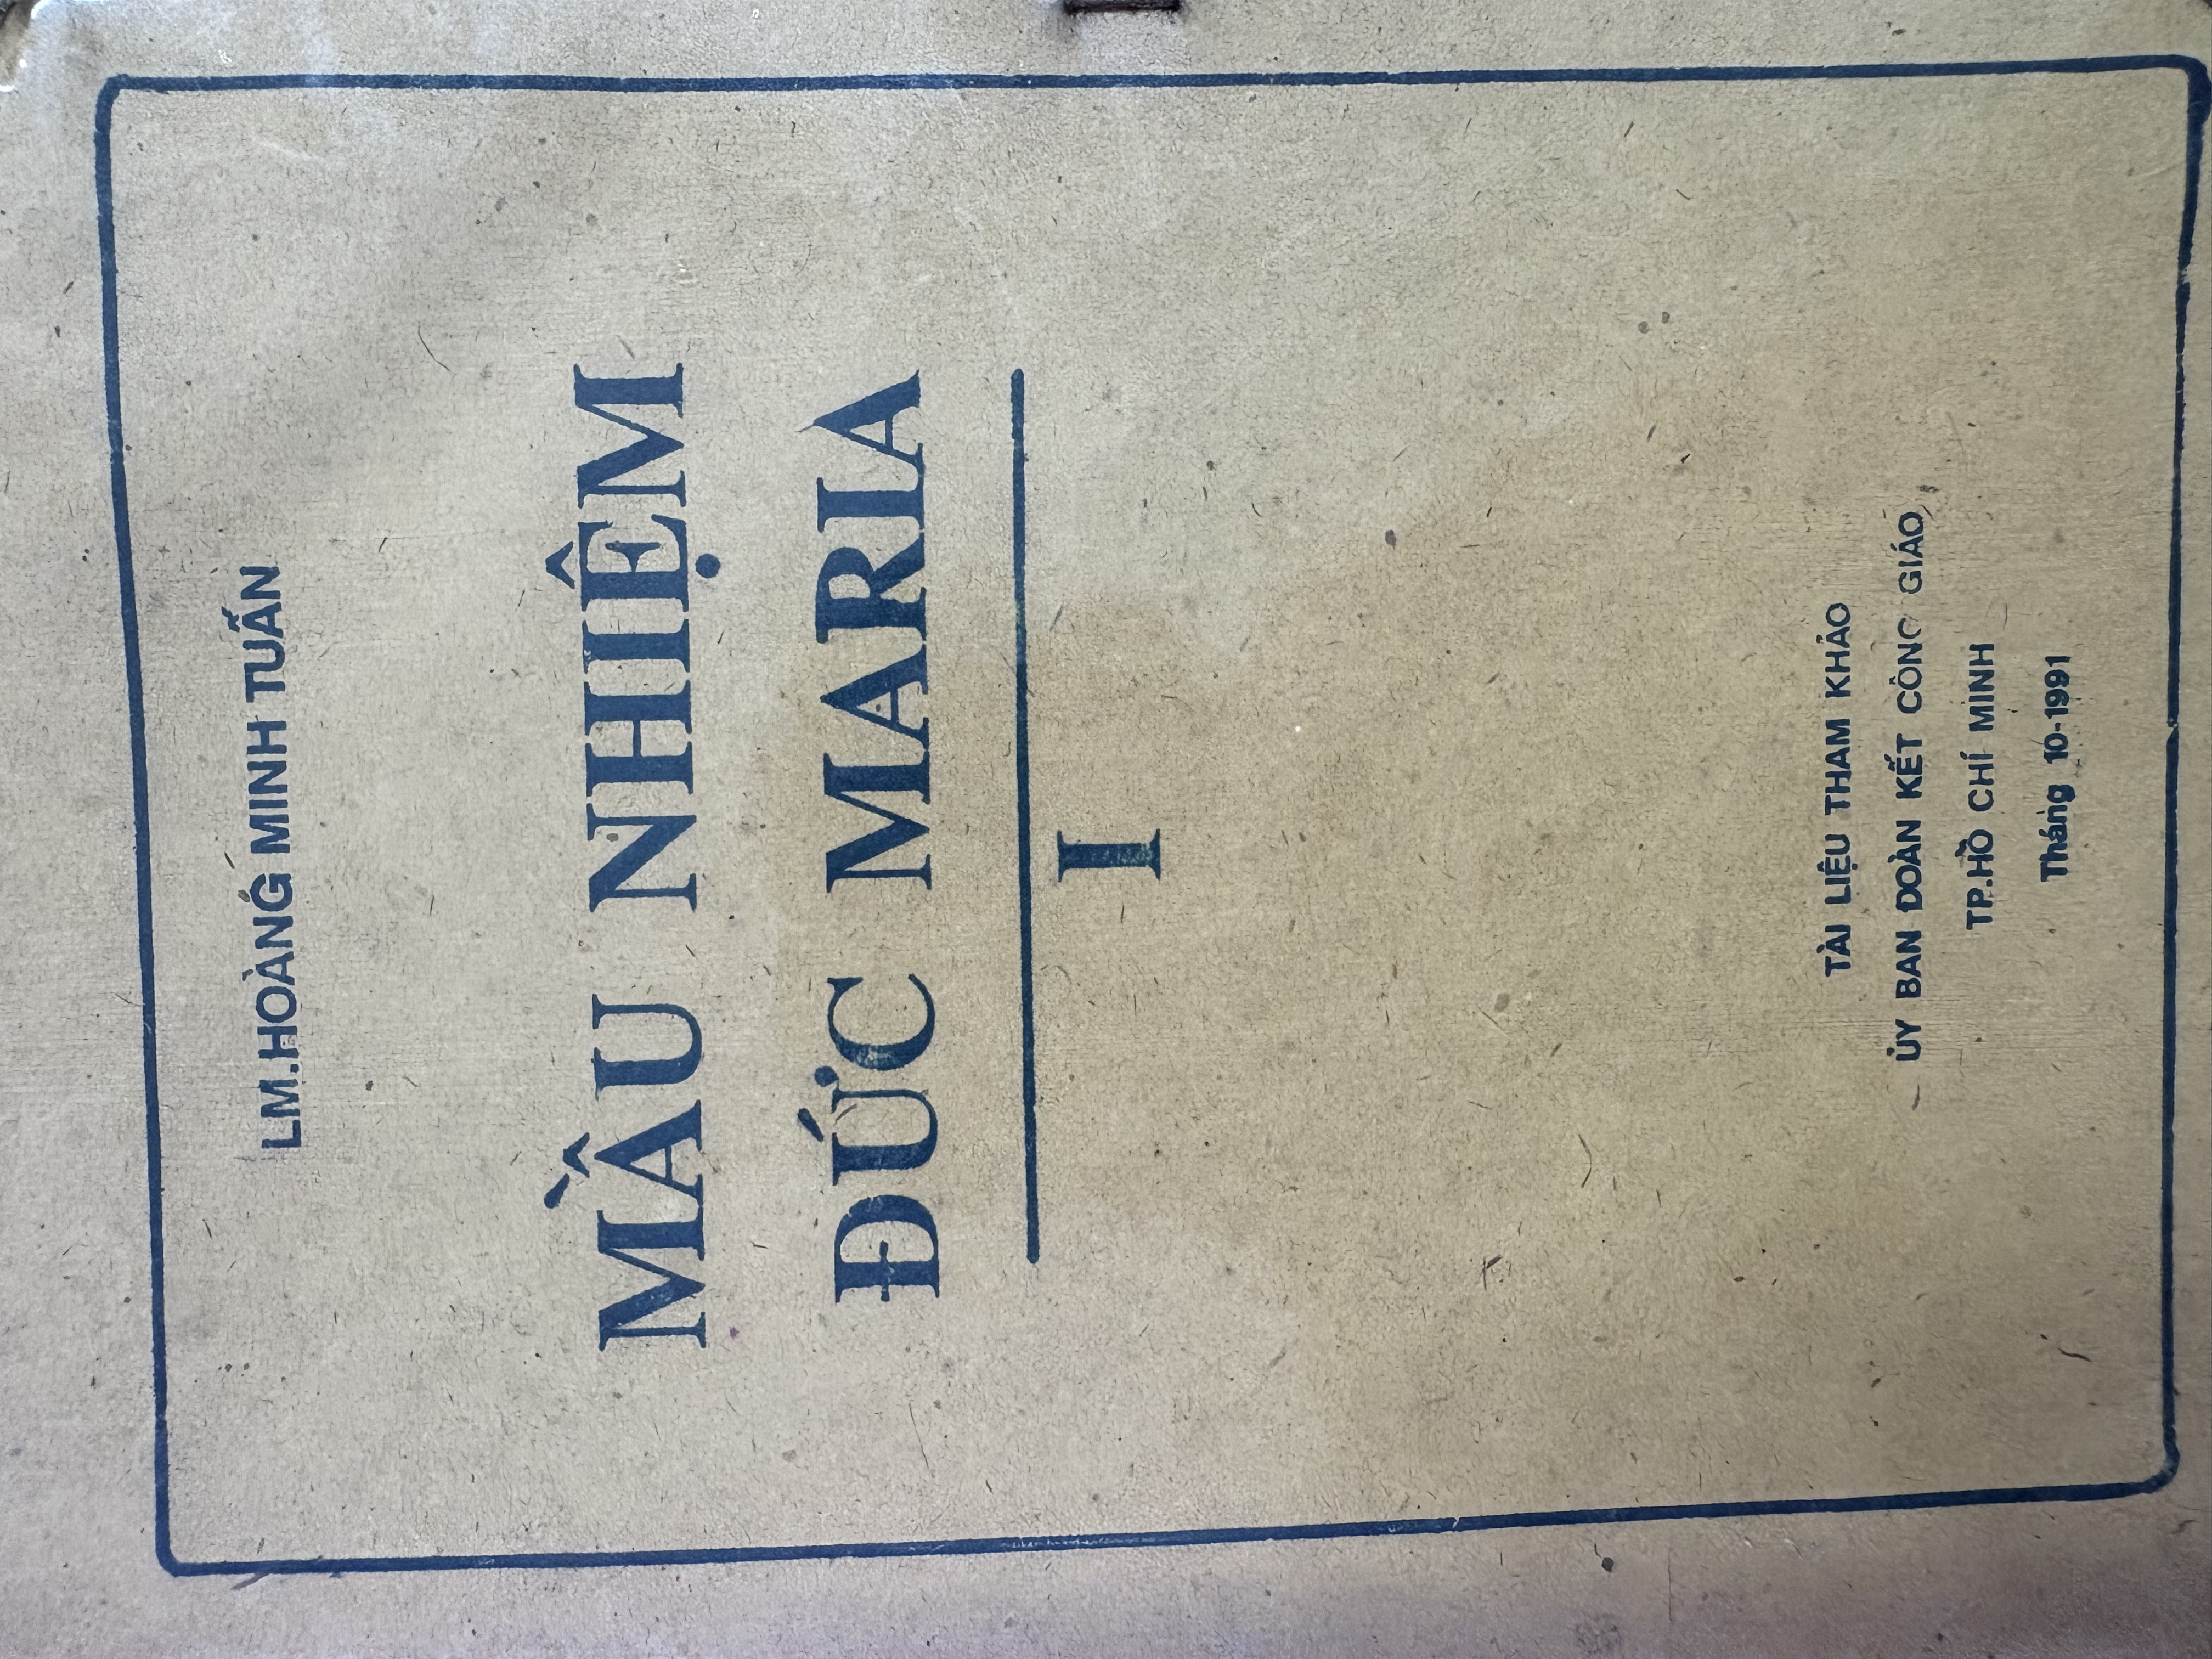 LM.HOÀNG MINH TUẤN
MẦU NHIỆM
ĐỨC MARIA
I
TÀI LIỆU THAM KHẢO
ỦY BAN ĐOÀN KẾT CÔNG GIÁO
TP.HỒ CHÍ MINH
Tháng 10-1991